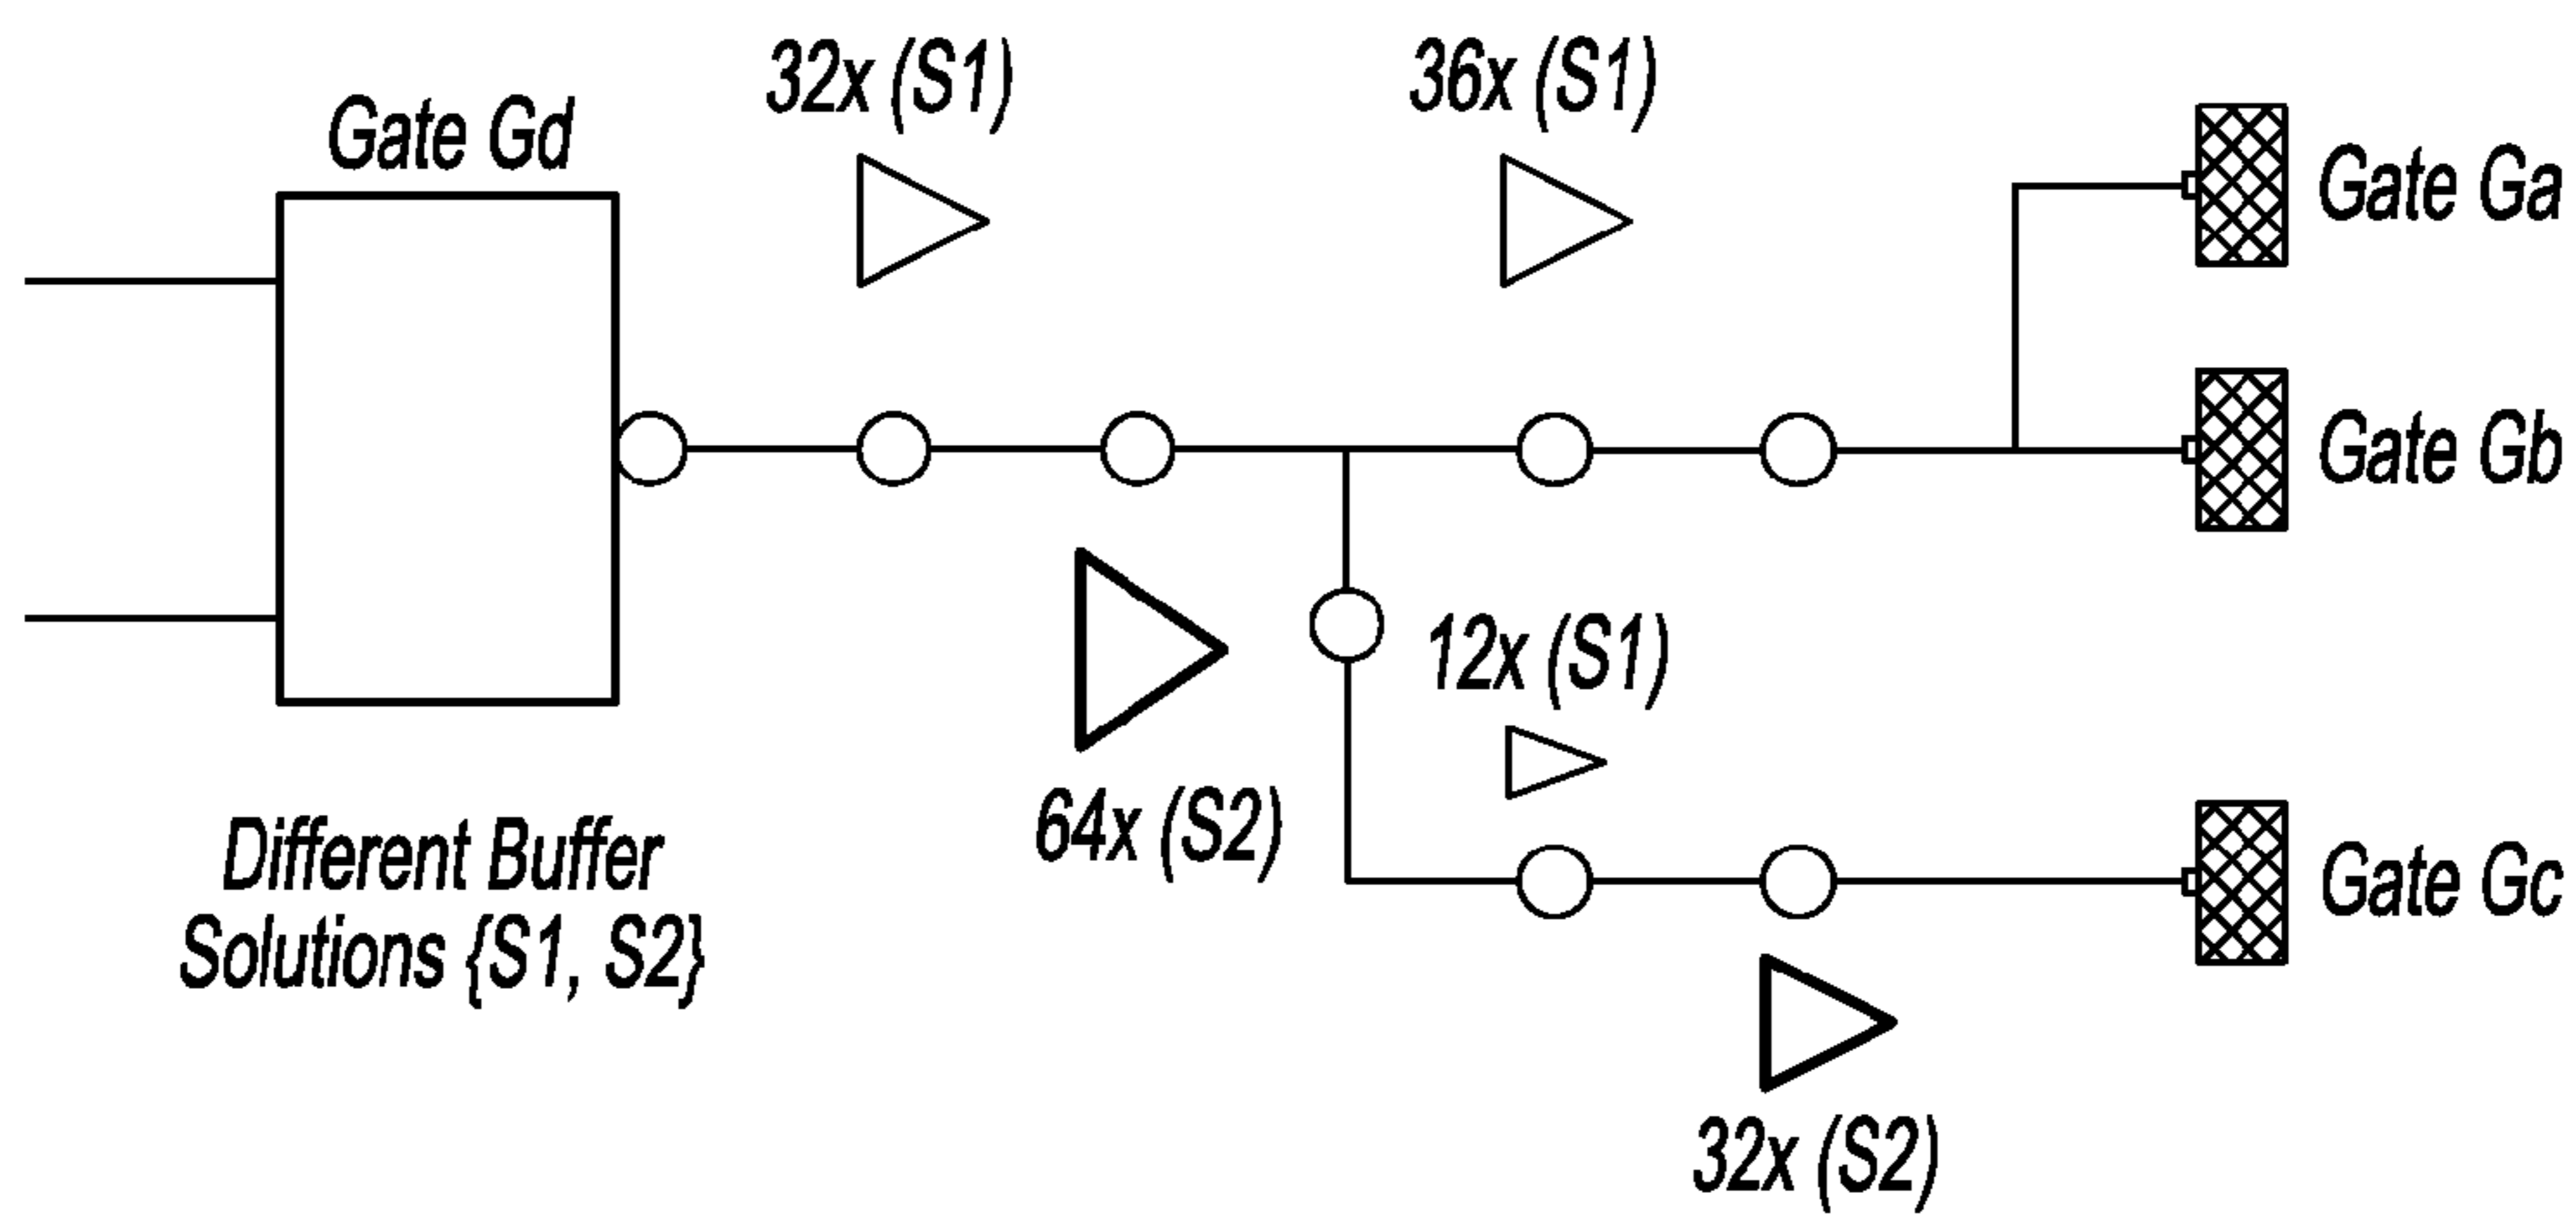 32x (S1)
36x (S1)
Gate Gd
Gate Ga
Gate Gb
12x (S1)
64x (S2)
Different Buffer
Solutions {S1, S2}
Gate Gc
32x (S2)